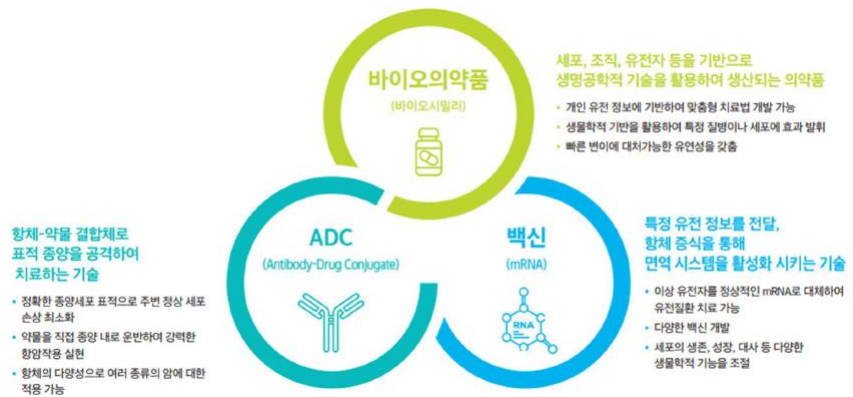 바이오의약품
(바이오시밀러)
세포, 조직, 유전자 등을 기반으로
생명공학적 기술을 활용하여 생산되는 의약품
• 개인 유전 정보에 기반하여 맞춤형 치료법 개발 가능
• 생물학적 기반을 활용하여 특정 질병이나 세포에 효과 발휘
• 빠른 변이에 대처가능한 유연성을 갖춤
항체-약물 결합체로
표적 종양을 공격하여
치료하는 기술
• 정확한 종양세포 표적으로 주변 정상 세포
손상 최소화
• 약물을 직접 종양 내로 운반하여 강력한
항암작용 실현
• 항체의 다양성으로 여러 종류의 암에 대한
적용 가능
ADC
(Antibody-Drug Conjugate)
백신
(mRNA)
RNA
특정 유전 정보를 전달,
항체 증식을 통해
면역 시스템을 활성화 시키는 기술
• 이상 유전자를 정상적인 mRNA로 대체하여
유전질환 치료 가능
• 다양한 백신 개발
• 세포의 생존, 성장, 대사 등 다양한
생물학적 기능을 조절